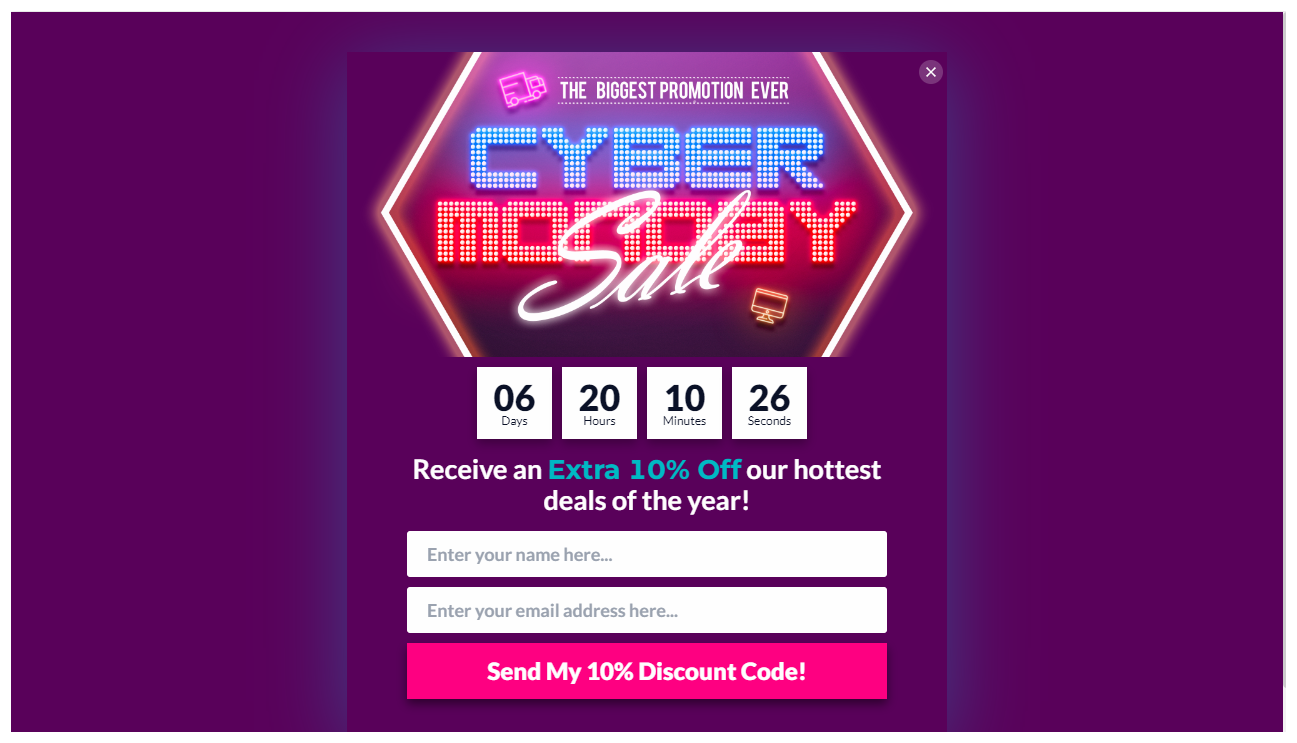 THE BIGGEST PROMOTION EVER
CYBER
MONDAY
Sale
06 20 10 26
Days Hours Minutes Seconds
Receive an Extra 10% Off our hottest
deals of the year!
Enter your name here...
Enter your email address here...
Send My 10% Discount Code!